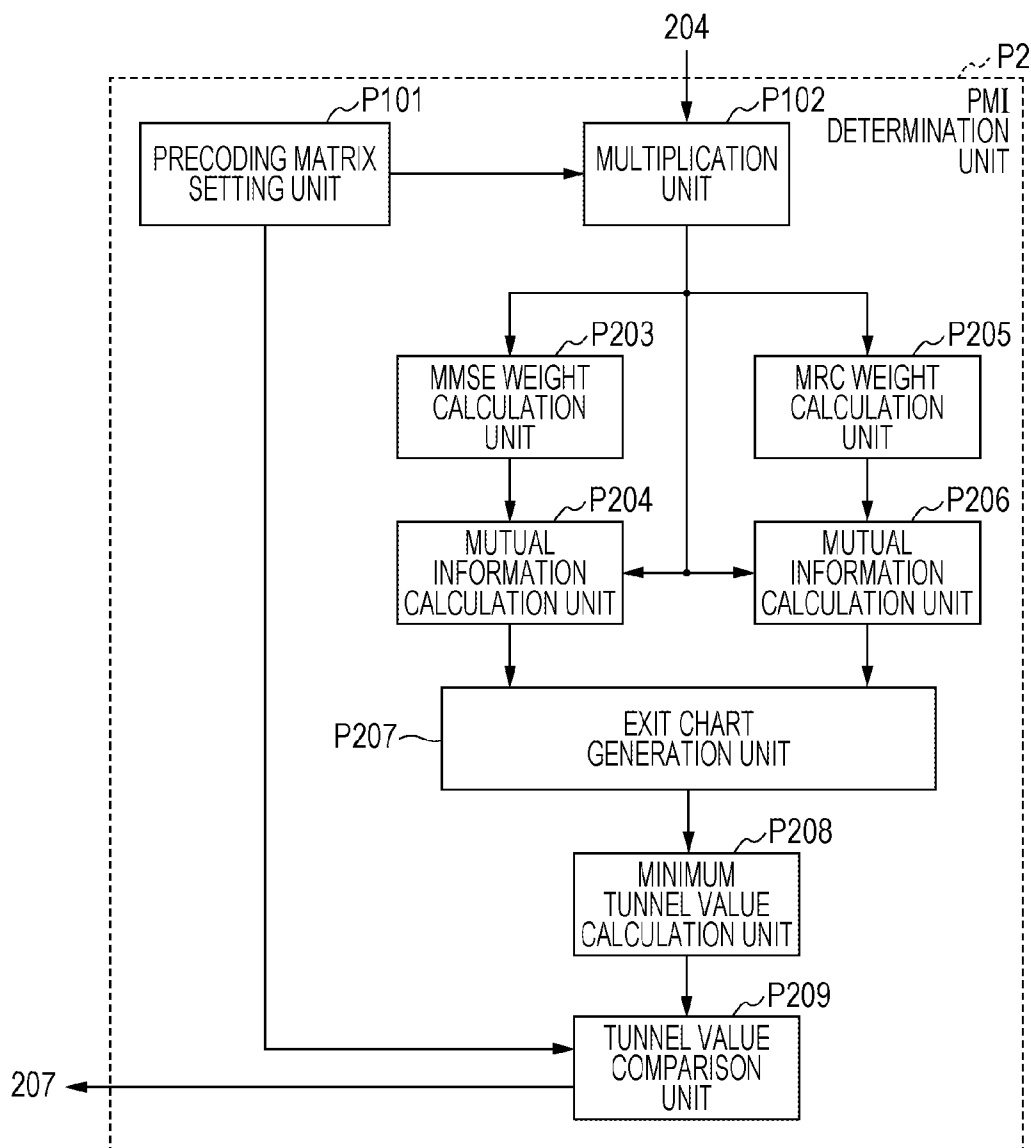 204
P2
PMI
DETERMINATION
UNIT
P101
PRECODING MATRIX
SETTING UNIT
P102
MULTIPLICATION
UNIT
P203
MMSE WEIGHT
CALCULATION
UNIT
P205
MRC WEIGHT
CALCULATION
UNIT
P204
MUTUAL
INFORMATION
CALCULATION UNIT
P206
MUTUAL
INFORMATION
CALCULATION UNIT
P207
EXIT CHART
GENERATION UNIT
P208
MINIMUM
TUNNEL VALUE
CALCULATION UNIT
P209
TUNNEL VALUE
COMPARISON
UNIT
207